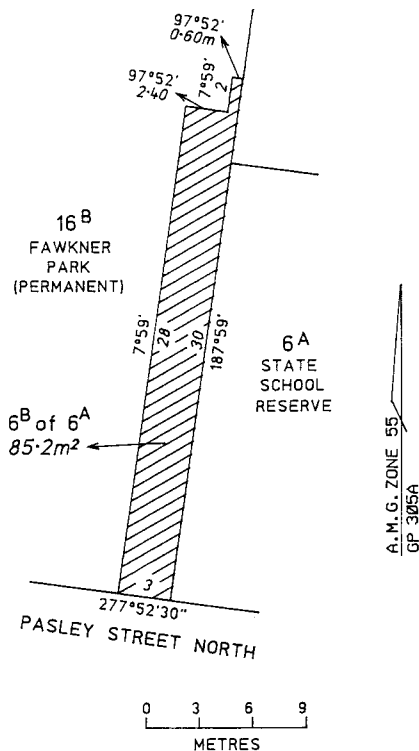 97°52'
0·60m
97°52'
2·40
7°59'
2
16ᴮ
FAWKNER
PARK
(PERMANENT)
7°59'
28
30
187°59'
6ᴬ
STATE
SCHOOL
RESERVE
6ᴮ of 6ᴬ
85·2m²
A.M.G. ZONE 55
GP 305A
3
277°52'30"
PASLEY STREET NORTH
0 3 6 9
METRES